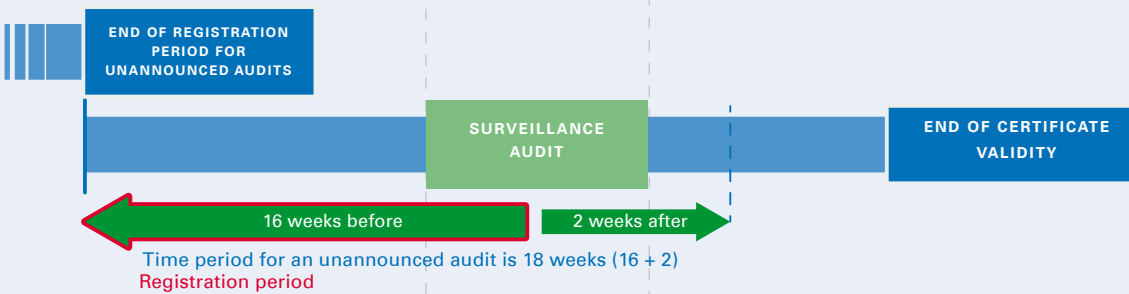 END OF REGISTRATION
PERIOD FOR
UNANNOUNCED AUDITS
SURVEILLANCE
AUDIT
END OF CERTIFICATE
VALIDITY
16 weeks before
2 weeks after
Time period for an unannounced audit is 18 weeks (16 + 2)
Registration period